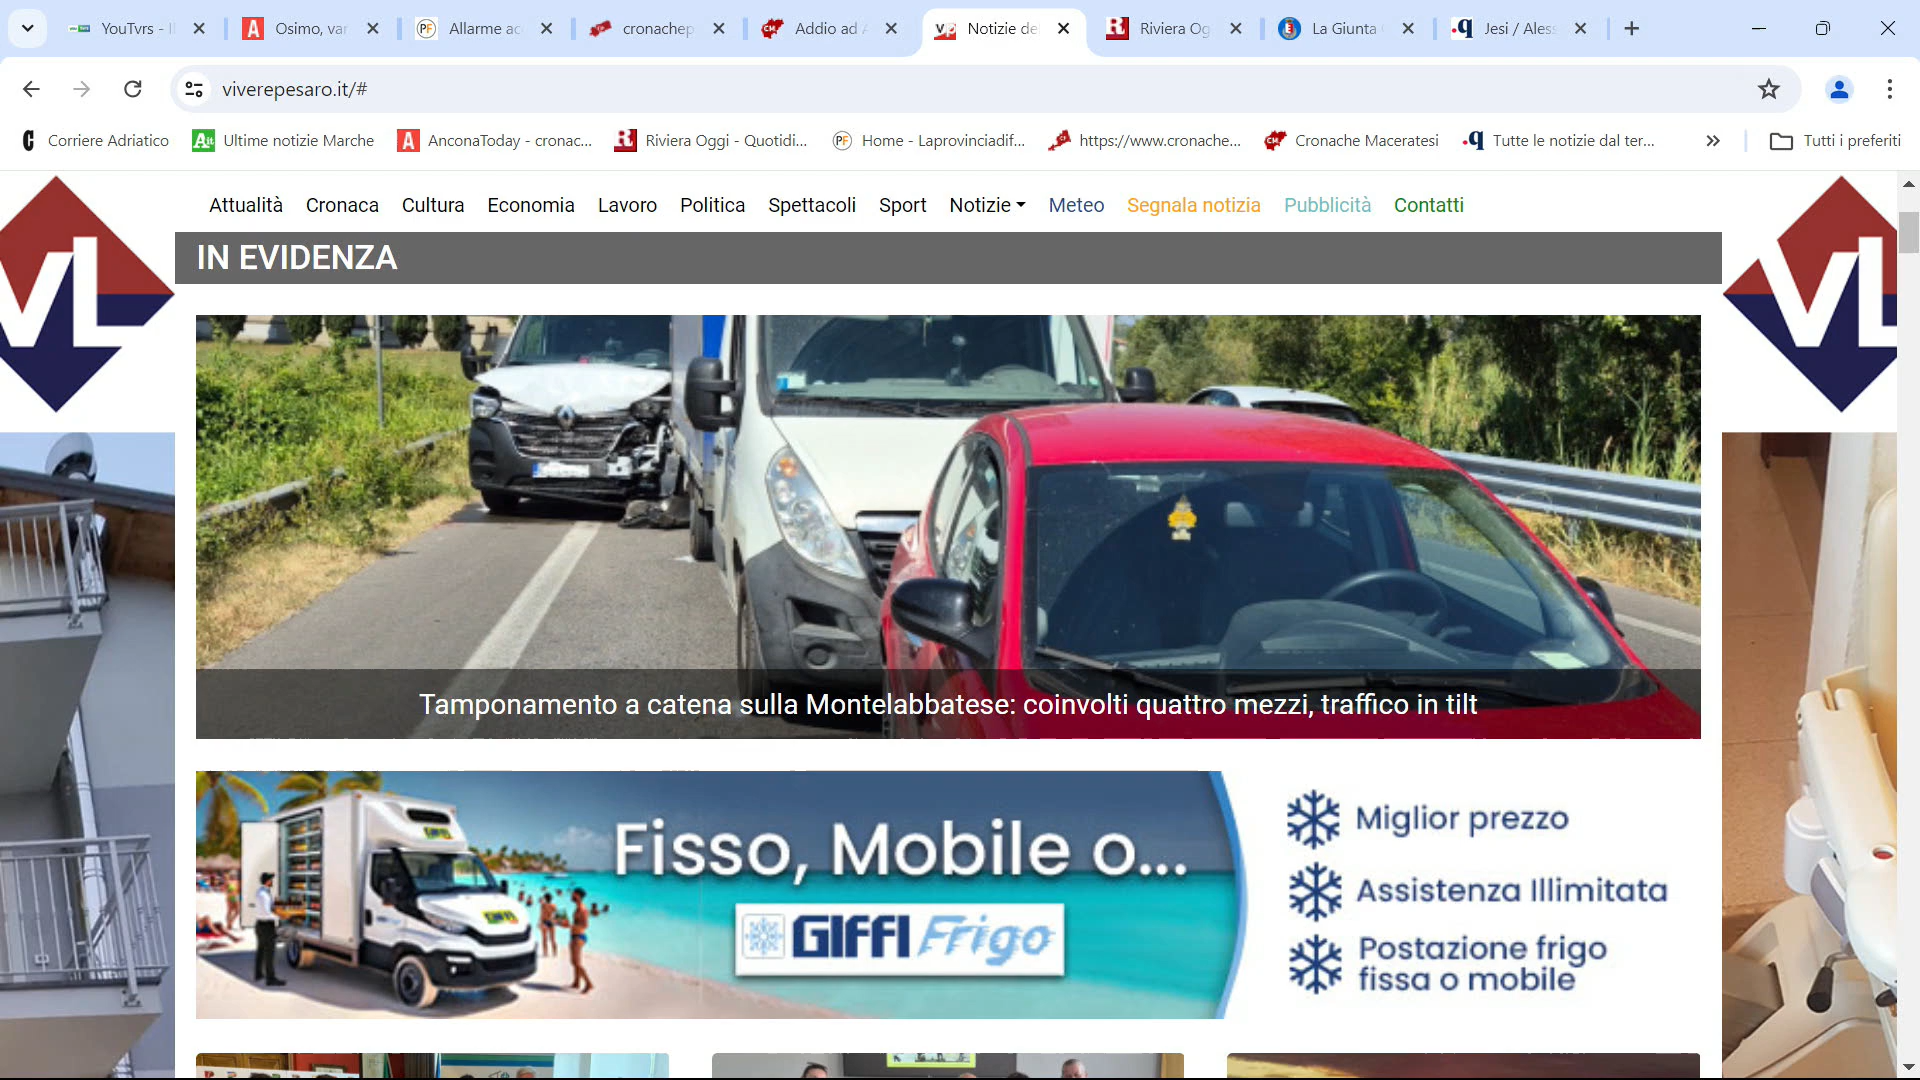 YouTvrs - Il
Osimo, var
Allarme ac
cronachep
Addio ad A
Notizie de
Riviera Og
La Giunta
Jesi / Aless
viverepesaro.it/#
Corriere Adriatico
Ultime notizie Marche
AnconaToday - cronac...
Riviera Oggi - Quotidi...
Home - Laprovinciadif...
https://www.cronache...
Cronache Maceratesi
Tutte le notizie dal ter...
Tutti i preferiti
Attualità Cronaca Cultura Economia Lavoro Politica Spettacoli Sport Notizie Meteo Segnala notizia Pubblicità Contatti
IN EVIDENZA
VL
VL
Tamponamento a catena sulla Montelabbatese: coinvolti quattro mezzi, traffico in tilt
Fisso, Mobile o...
GIFFI Frigo
Miglior prezzo
Assistenza Illimitata
Postazione frigo
fissa o mobile